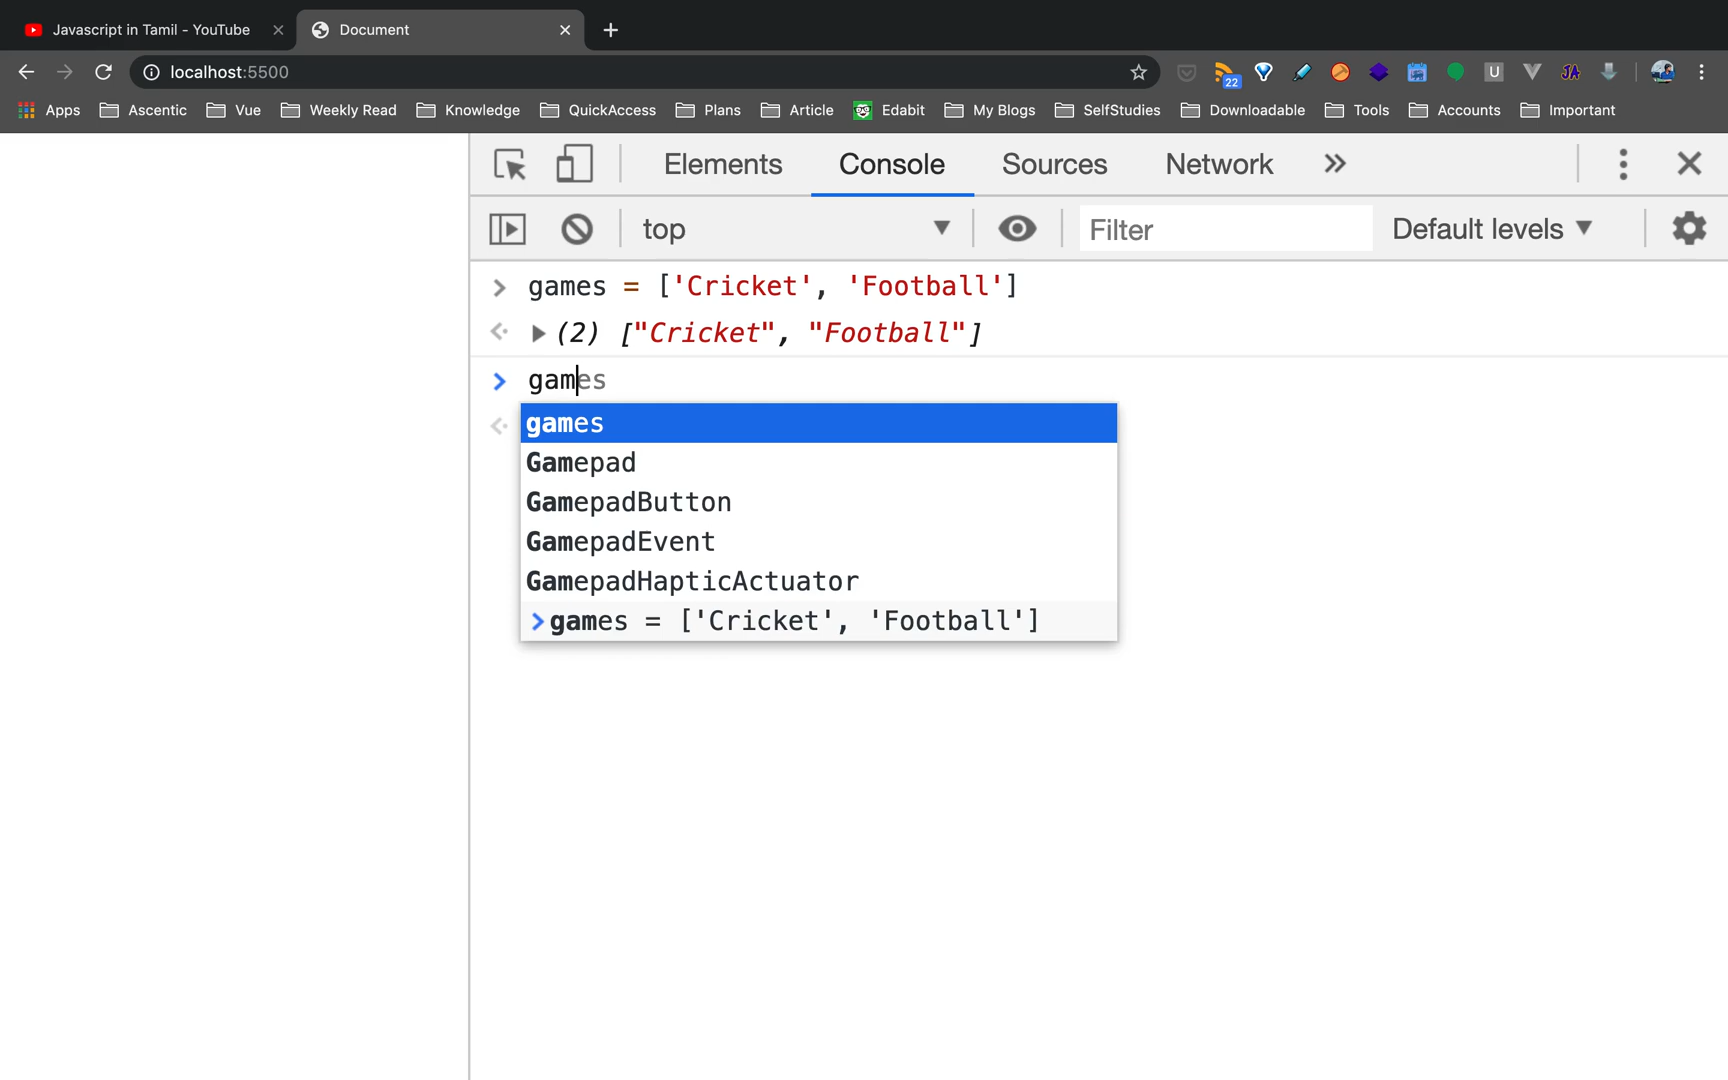 Javascript in Tamil - YouTube
Document
localhost:5500
22
U
JA
Apps Ascentic Vue Weekly Read Knowledge QuickAccess Plans Article Edabit My Blogs SelfStudies Downloadable Tools Accounts Important
Elements Console Sources Network
top Filter Default levels
games = ['Cricket', 'Football']
(2) ["Cricket", "Football"]
games
games
Gamepad
GamepadButton
GamepadEvent
GamepadHapticActuator
games = ['Cricket', 'Football']